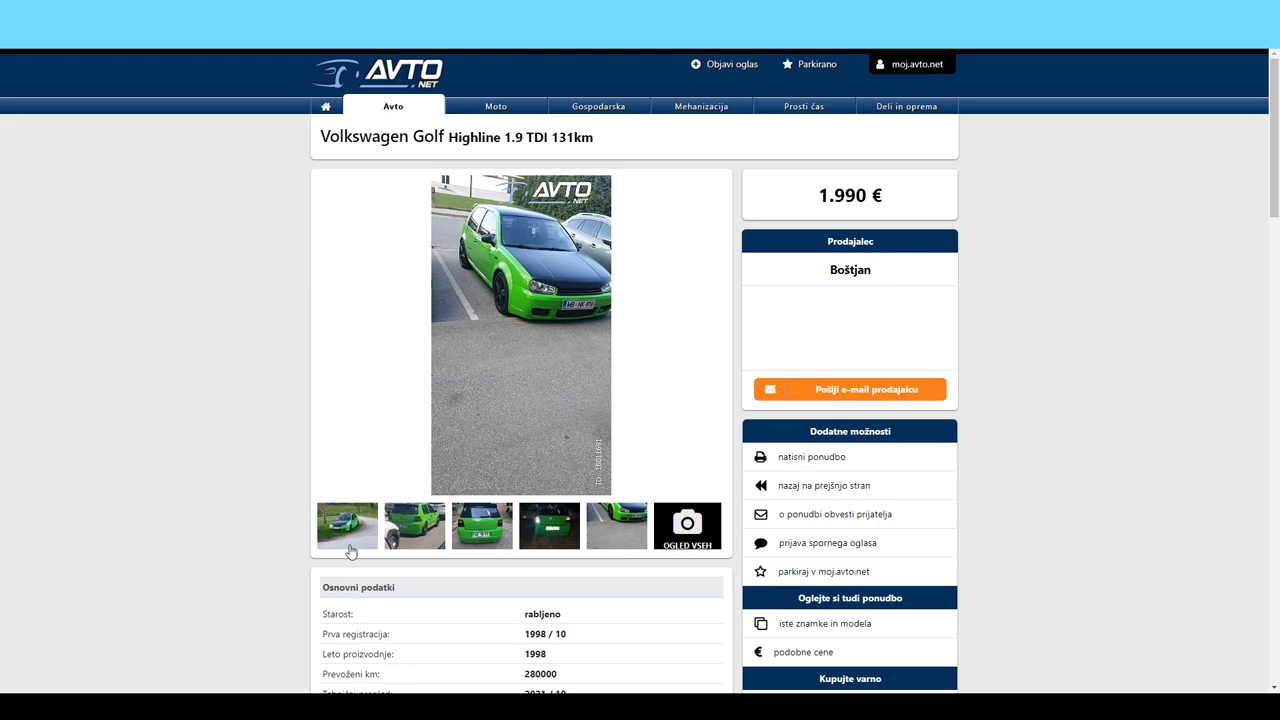 AVTO
.NET
Objavi oglas
Parkirano
moj.avto.net
Avto
Moto
Gospodarska
Mehanizacija
Prosti čas
Deli in oprema
Volkswagen Golf Highline 1.9 TDI 131km
AVTO
.NET
1.990 €
Prodajalec
Boštjan
Pošlji e-mail prodajalcu
OGLED VSEH
Dodatne možnosti
natisni ponudbo
nazaj na prejšnjo stran
o ponudbi obvesti prijatelja
prijava spornega oglasa
parkiraj v moj.avto.net
Oglejte si tudi ponudbo
iste znamke in modela
podobne cene
Kupujte varno
Osnovni podatki
Starost: rabljeno
Prva registracija: 1998 / 10
Leto proizvodnje: 1998
Prevoženi km: 280000